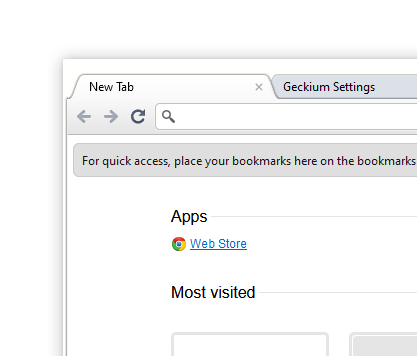 New Tab
Geckium Settings
For quick access, place your bookmarks here on the bookmarks
Apps
Web Store
Most visited